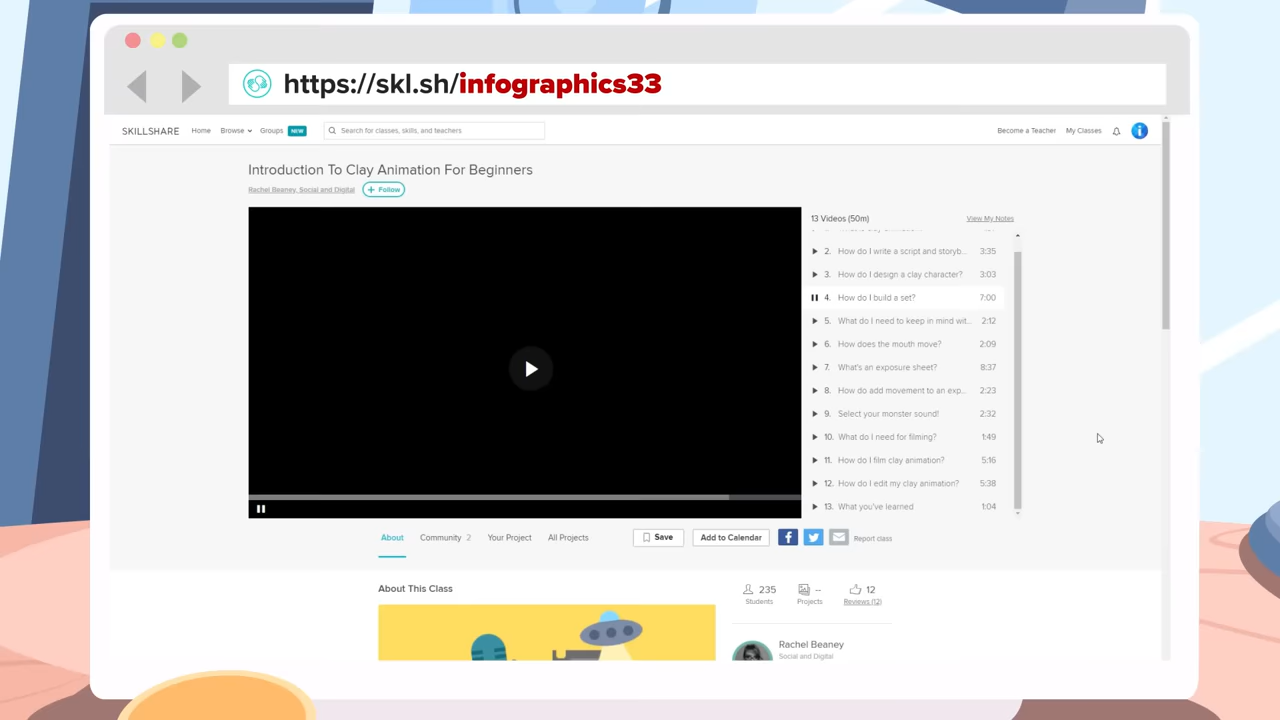 https://skl.sh/infographics33
SKILLSHARE Home Browse Groups NEW Search for classes, skills, and teachers Become a Teacher My Classes
Introduction To Clay Animation For Beginners
Rachel Beaney, Social and Digital + Follow
13 Videos (50m) View My Notes
2. How do I write a script and storyb... 3:35
3. How do I design a clay character? 3:03
4. How do I build a set? 7:00
5. What do I need to keep in mind wit... 2:12
6. How does the mouth move? 2:09
7. What's an exposure sheet? 8:37
8. How do add movement to an exp... 2:23
9. Select your monster sound! 2:32
10. What do I need for filming? 1:49
11. How do I film clay animation? 5:16
12. How do I edit my clay animation? 5:38
13. What you've learned 1:04
About Community 2 Your Project All Projects Save Add to Calendar Report class
About This Class
235 -- 12
Students Projects Reviews (12)
Rachel Beaney
Social and Digital